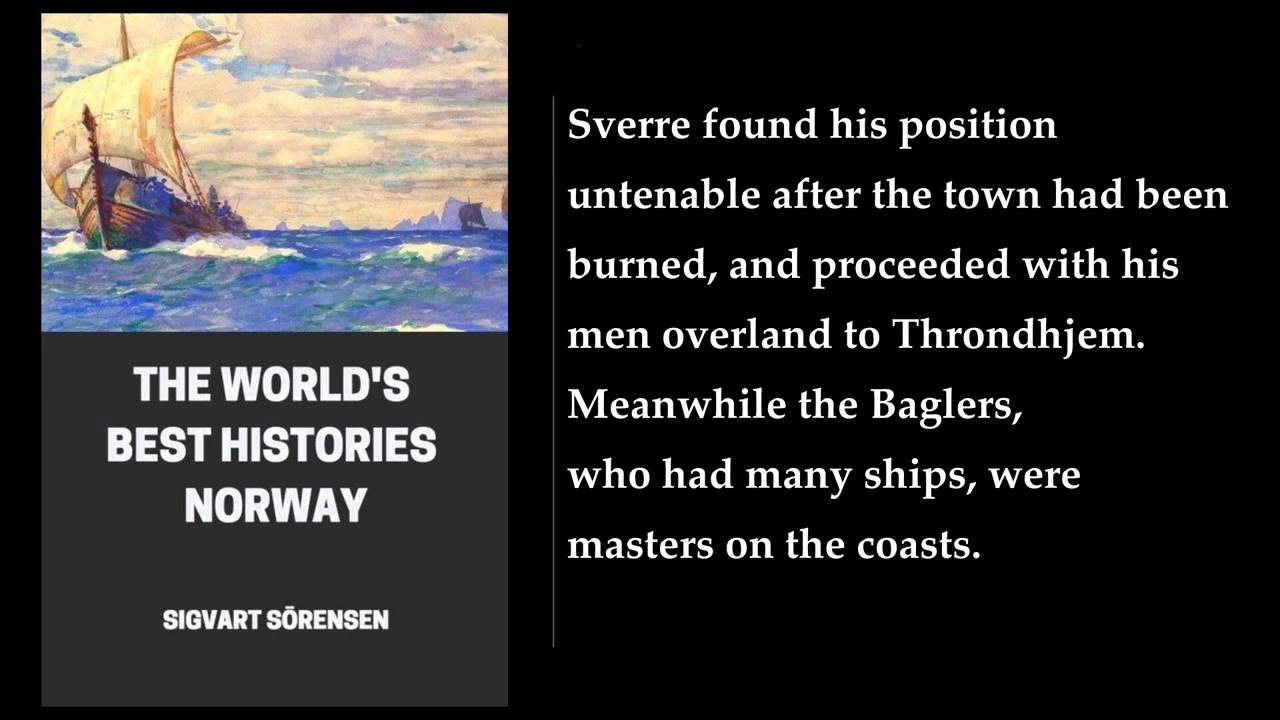 THE WORLD'S
BEST HISTORIES
NORWAY
SIGVART SÖRENSEN
Sverre found his position
untenable after the town had been
burned, and proceeded with his
men overland to Throndhjem.
Meanwhile the Baglers,
who had many ships, were
masters on the coasts.